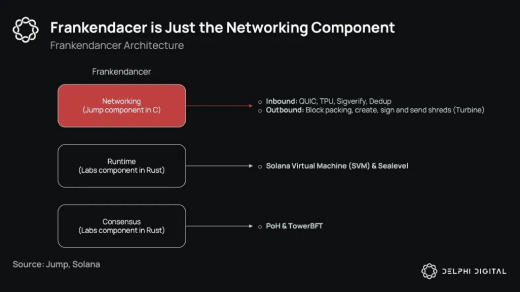 Frankendacer is Just the Networking Component
Frankendancer Architecture
Frankendancer
Networking
(Jump component in C)
○ Inbound: QUIC, TPU, Sigverify, Dedup
○ Outbound: Block packing, create, sign and send shreds (Turbine)
Runtime
(Labs component in Rust)
○ Solana Virtual Machine (SVM) & Sealevel
Consensus
(Labs component in Rust)
○ PoH & TowerBFT
Source: Jump, Solana
DELPHI DIGITAL